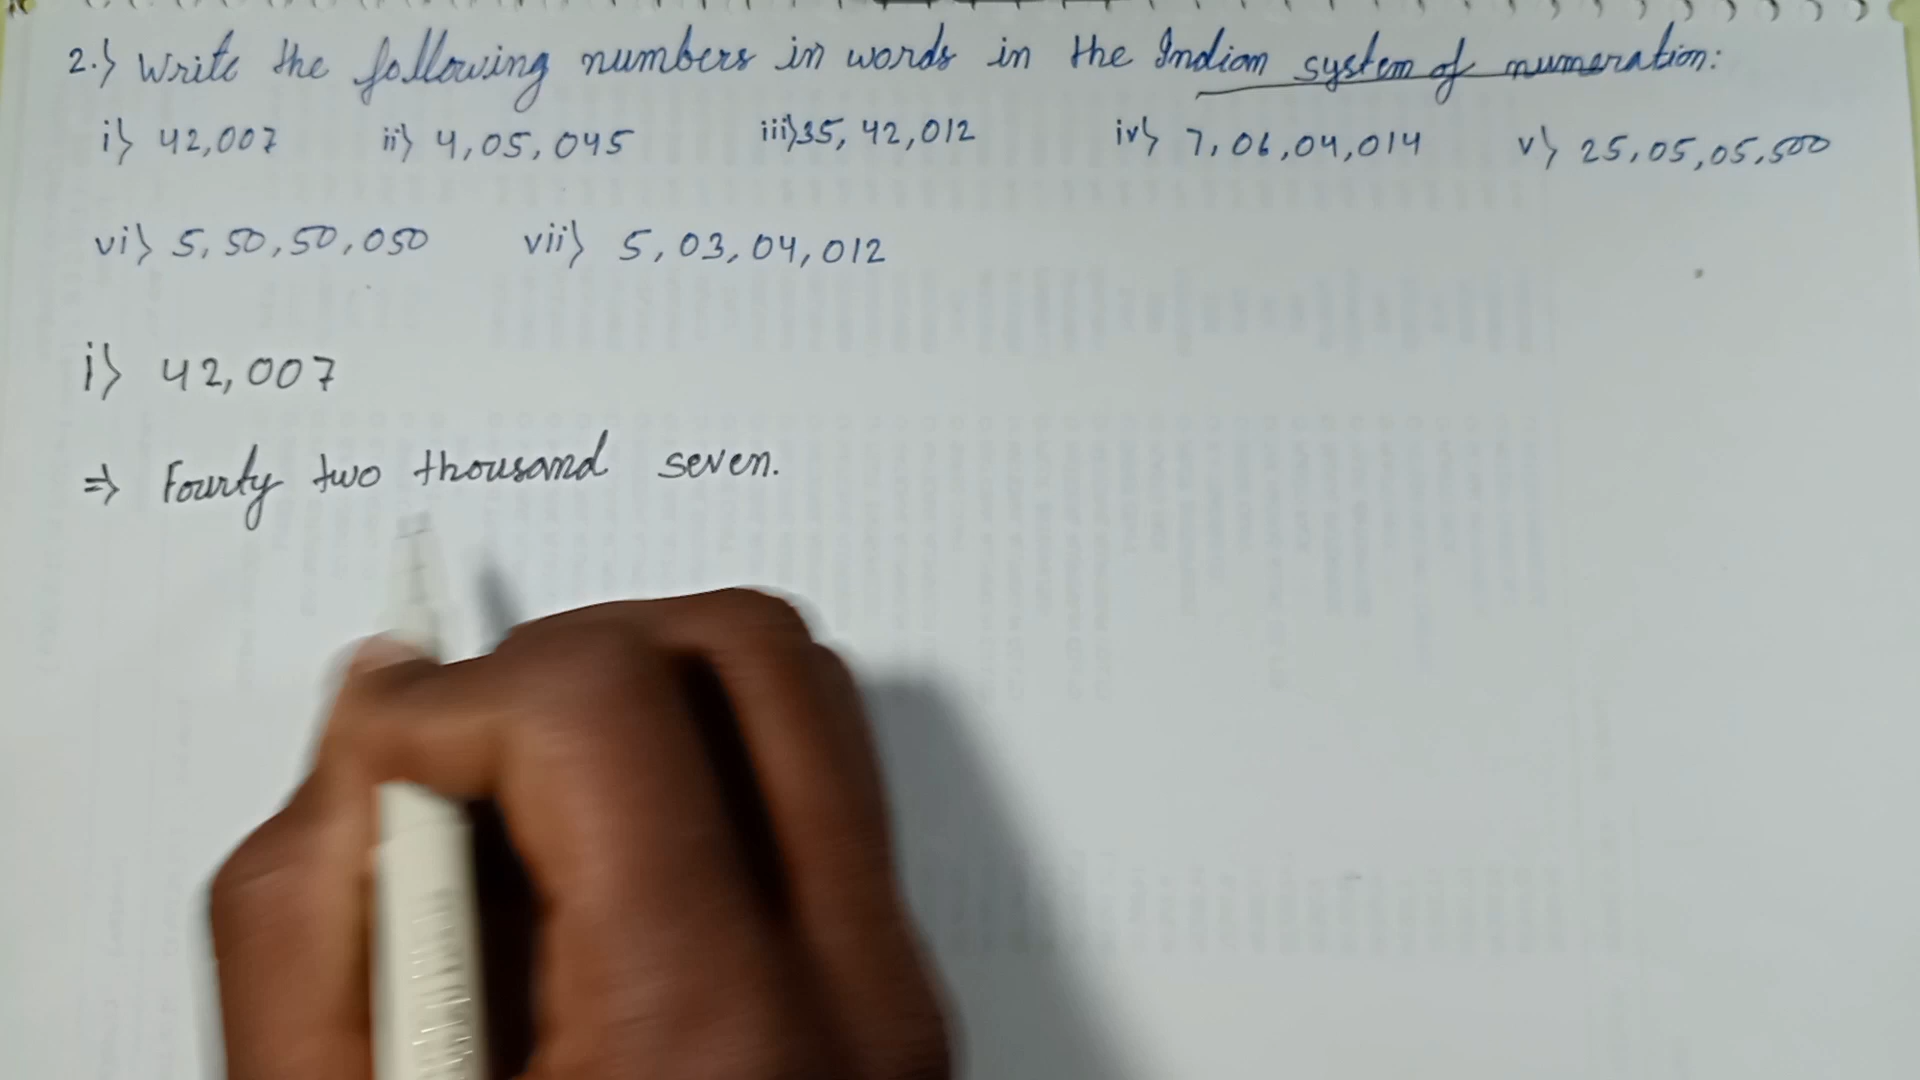 2.) Write the following numbers in words in the Indian system of numeration:
i) 42,007 ii) 4,05,045 iii) 35,42,012 iv) 7,06,04,014 v) 25,05,05,500
vi) 5,50,50,050 vii) 5,03,04,012
i) 42,007
⇒ Fourty two thousand seven.